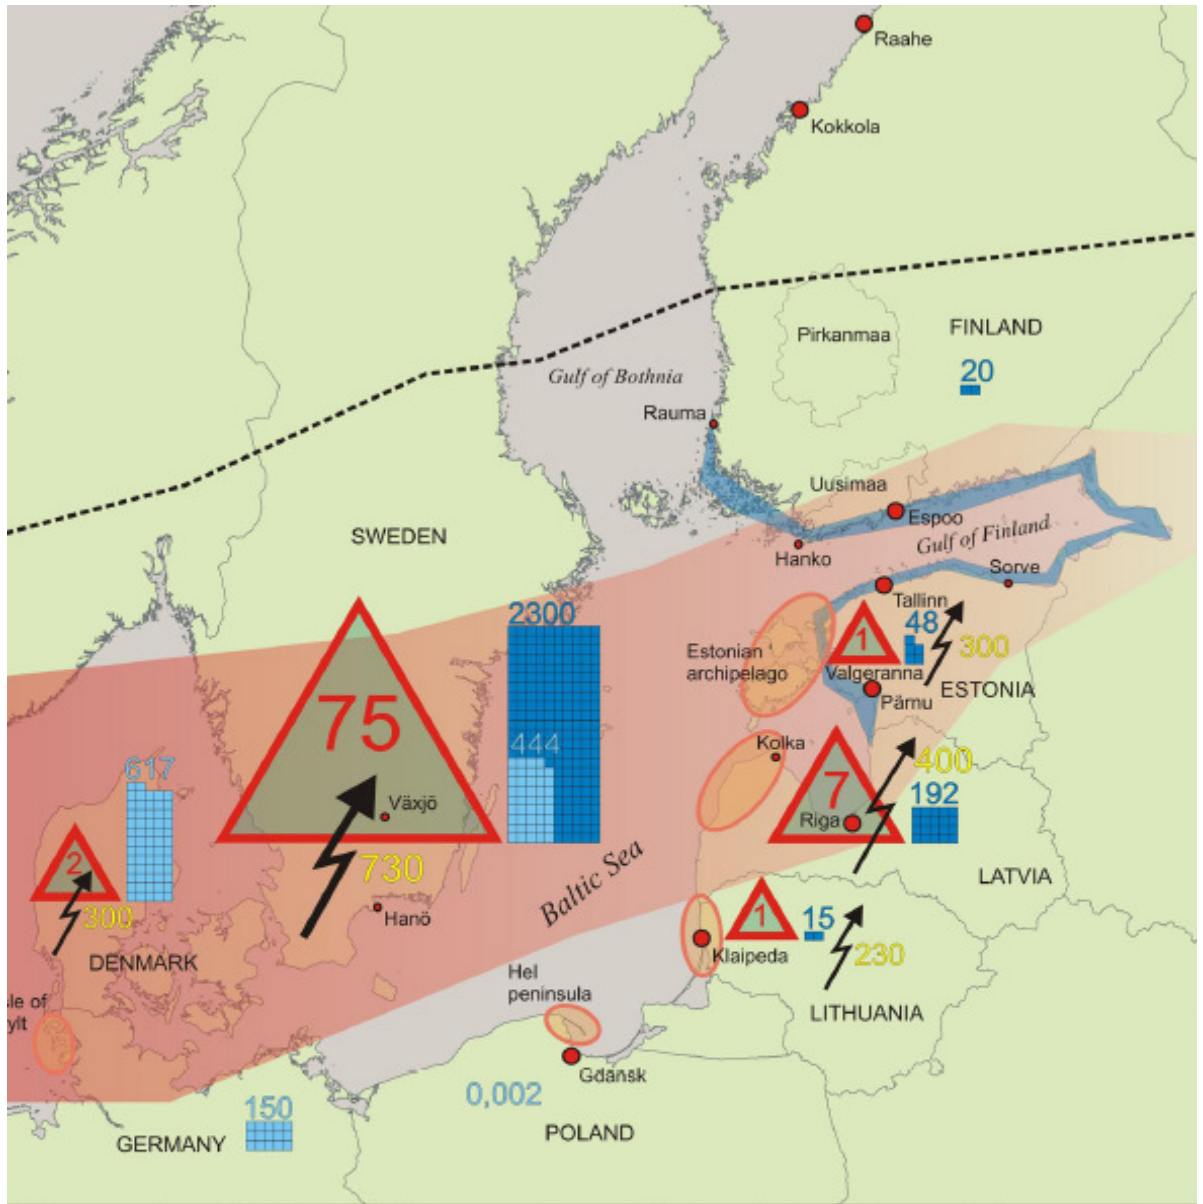 Raahe
Kokkola
Pirkanmaa
FINLAND
20
Gulf of Bothnia
Rauma
Uusimaa
Espoo
Gulf of Finland
Hanko
Sorve
SWEDEN
Tallinn
2300
1
48
300
Estonian
archipelago
Valgeranna
Pärnu
ESTONIA
75
444
Kolka
617
7
400
192
Växjö
Riga
2
730
Baltic Sea
LATVIA
300
Hanö
1
15
Klaipeda
230
DENMARK
Hel
peninsula
LITHUANIA
sle of
ylt
Gdansk
0,002
150
GERMANY
POLAND